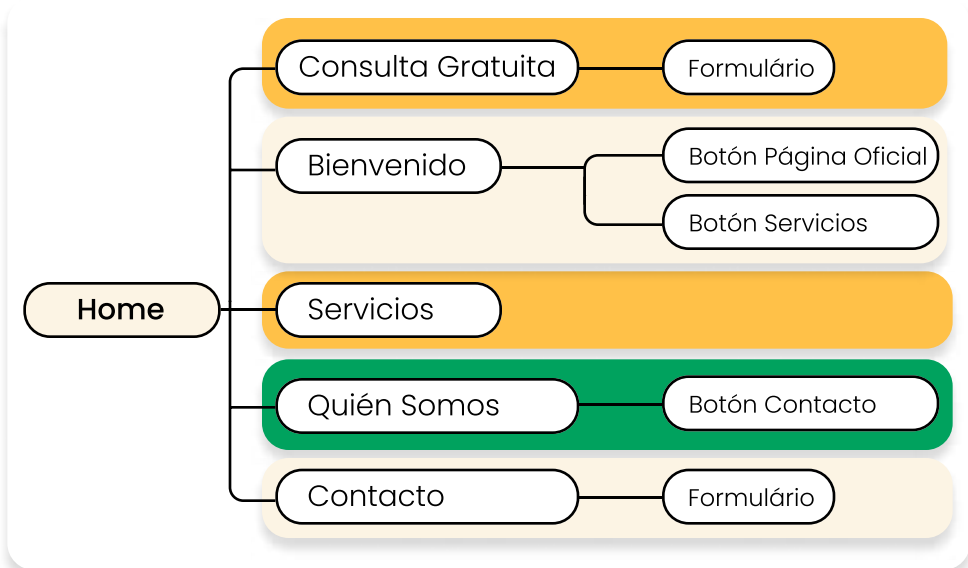 Consulta Gratuita
Formulário
Bienvenido
Botón Página Oficial
Botón Servicios
Home
Servicios
Quién Somos
Botón Contacto
Contacto
Formulário